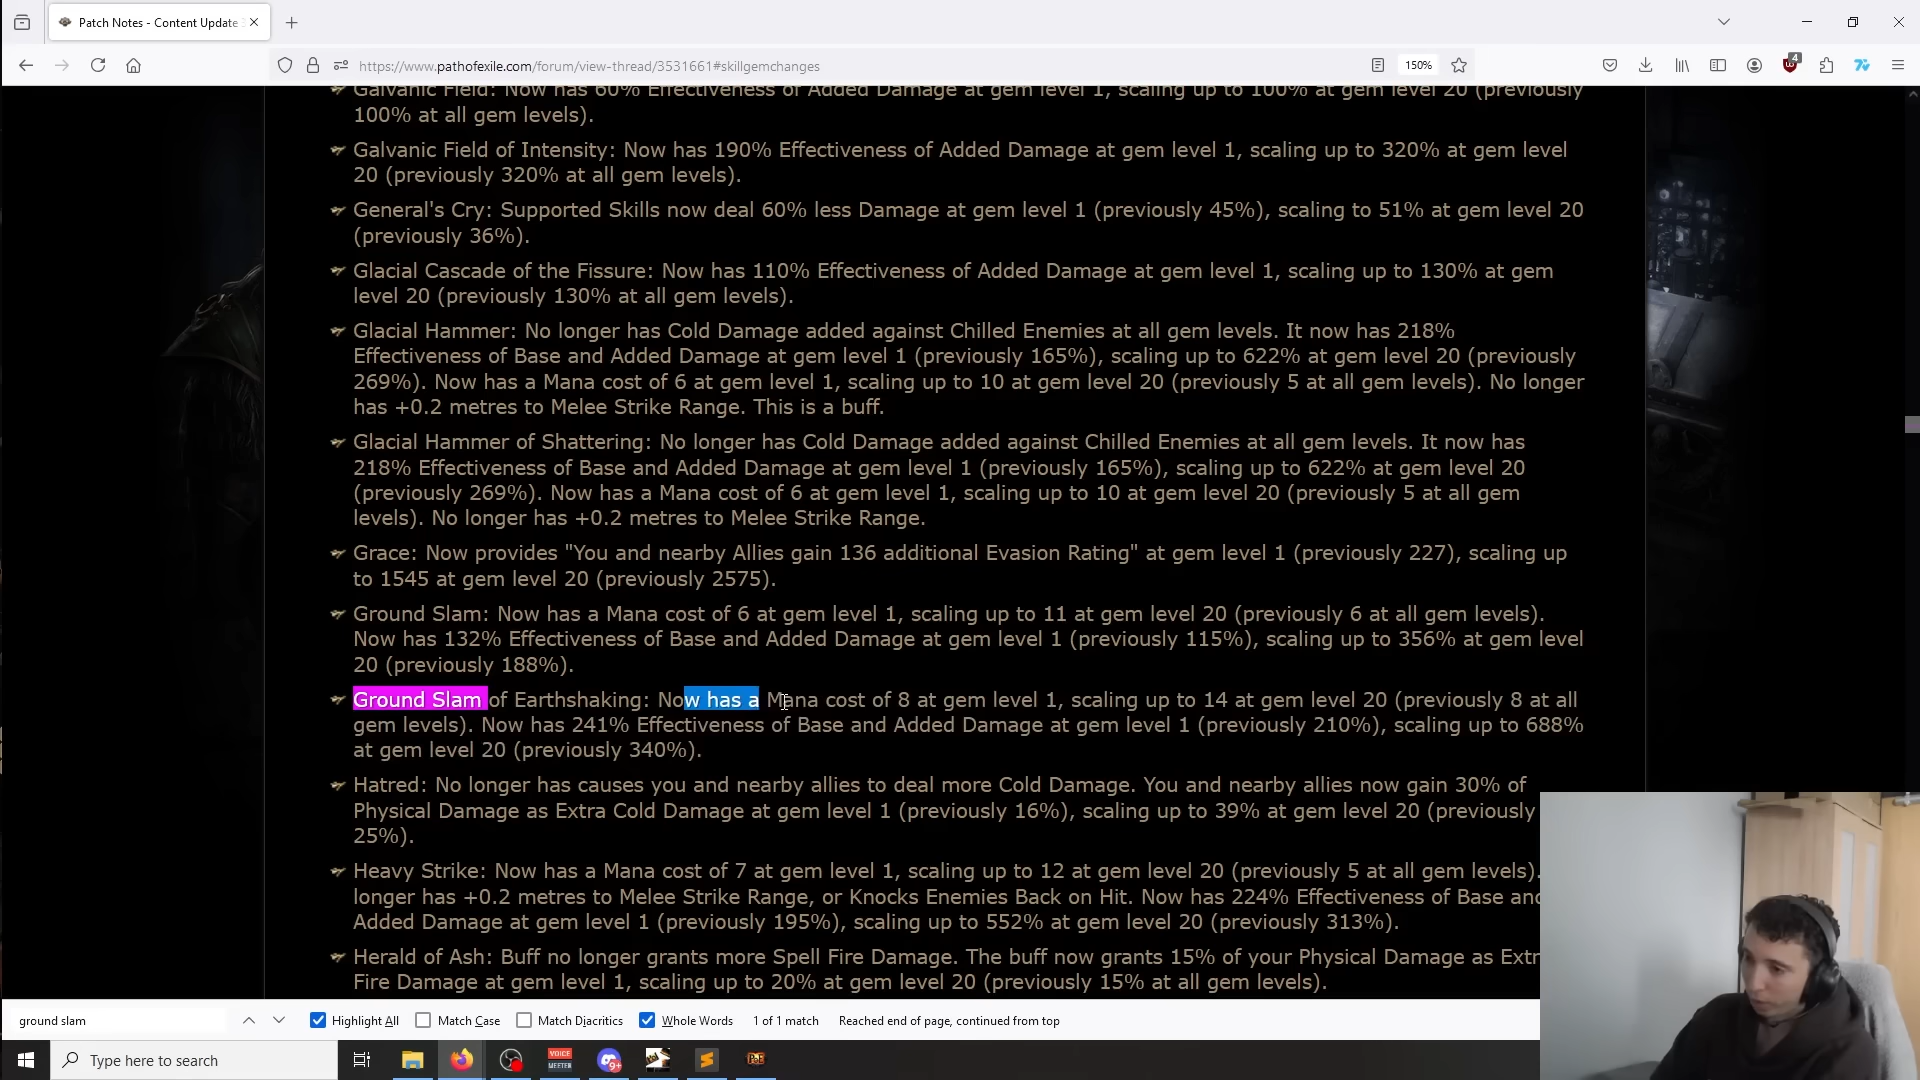 Patch Notes - Content Update
https://www.pathofexile.com/forum/view-thread/3531661#skillgemchanges
150%
4
Galvanic Field: Now has 60% Effectiveness of Added Damage at gem level 1, scaling up to 100% at gem level 20 (previously
100% at all gem levels).
Galvanic Field of Intensity: Now has 190% Effectiveness of Added Damage at gem level 1, scaling up to 320% at gem level
20 (previously 320% at all gem levels).
General's Cry: Supported Skills now deal 60% less Damage at gem level 1 (previously 45%), scaling to 51% at gem level 20
(previously 36%).
Glacial Cascade of the Fissure: Now has 110% Effectiveness of Added Damage at gem level 1, scaling up to 130% at gem
level 20 (previously 130% at all gem levels).
Glacial Hammer: No longer has Cold Damage added against Chilled Enemies at all gem levels. It now has 218%
Effectiveness of Base and Added Damage at gem level 1 (previously 165%), scaling up to 622% at gem level 20 (previously
269%). Now has a Mana cost of 6 at gem level 1, scaling up to 10 at gem level 20 (previously 5 at all gem levels). No longer
has +0.2 metres to Melee Strike Range. This is a buff.
Glacial Hammer of Shattering: No longer has Cold Damage added against Chilled Enemies at all gem levels. It now has
218% Effectiveness of Base and Added Damage at gem level 1 (previously 165%), scaling up to 622% at gem level 20
(previously 269%). Now has a Mana cost of 6 at gem level 1, scaling up to 10 at gem level 20 (previously 5 at all gem
levels). No longer has +0.2 metres to Melee Strike Range.
Grace: Now provides "You and nearby Allies gain 136 additional Evasion Rating" at gem level 1 (previously 227), scaling up
to 1545 at gem level 20 (previously 2575).
Ground Slam: Now has a Mana cost of 6 at gem level 1, scaling up to 11 at gem level 20 (previously 6 at all gem levels).
Now has 132% Effectiveness of Base and Added Damage at gem level 1 (previously 115%), scaling up to 356% at gem level
20 (previously 188%).
Ground Slam of Earthshaking: Now has a Mana cost of 8 at gem level 1, scaling up to 14 at gem level 20 (previously 8 at all
gem levels). Now has 241% Effectiveness of Base and Added Damage at gem level 1 (previously 210%), scaling up to 688%
at gem level 20 (previously 340%).
Hatred: No longer has causes you and nearby allies to deal more Cold Damage. You and nearby allies now gain 30% of
Physical Damage as Extra Cold Damage at gem level 1 (previously 16%), scaling up to 39% at gem level 20 (previously
25%).
Heavy Strike: Now has a Mana cost of 7 at gem level 1, scaling up to 12 at gem level 20 (previously 5 at all gem levels).
longer has +0.2 metres to Melee Strike Range, or Knocks Enemies Back on Hit. Now has 224% Effectiveness of Base and
Added Damage at gem level 1 (previously 195%), scaling up to 552% at gem level 20 (previously 313%).
Herald of Ash: Buff no longer grants more Spell Fire Damage. The buff now grants 15% of your Physical Damage as Extr
Fire Damage at gem level 1, scaling up to 20% at gem level 20 (previously 15% at all gem levels).
ground slam
Highlight All
Match Case
Match Diacritics
Whole Words
1 of 1 match
Reached end of page, continued from top
Type here to search
VOICE
MEETER
9+